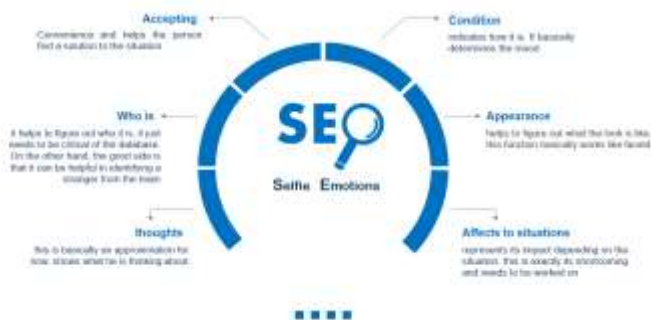 Accepting
Convenience and helps the person
find a solution to the situation
Condition
indicates how it is. It basically
determines the mood
Who is
it helps to figure out who it is, it just
needs to be critical of the database.
On the other hand, the good side is
that it can be helpful in identifying a
stranger from the team
SEO
Selfie Emotions
Appearance
helps to figure out what the look is like
this function basically works like faceid
thoughts
this is basically an approximation for
now. shows what he is thinking about
Affects to situations
represents its impact depending on the
situation. this is exactly its shortcoming
and needs to be worked on